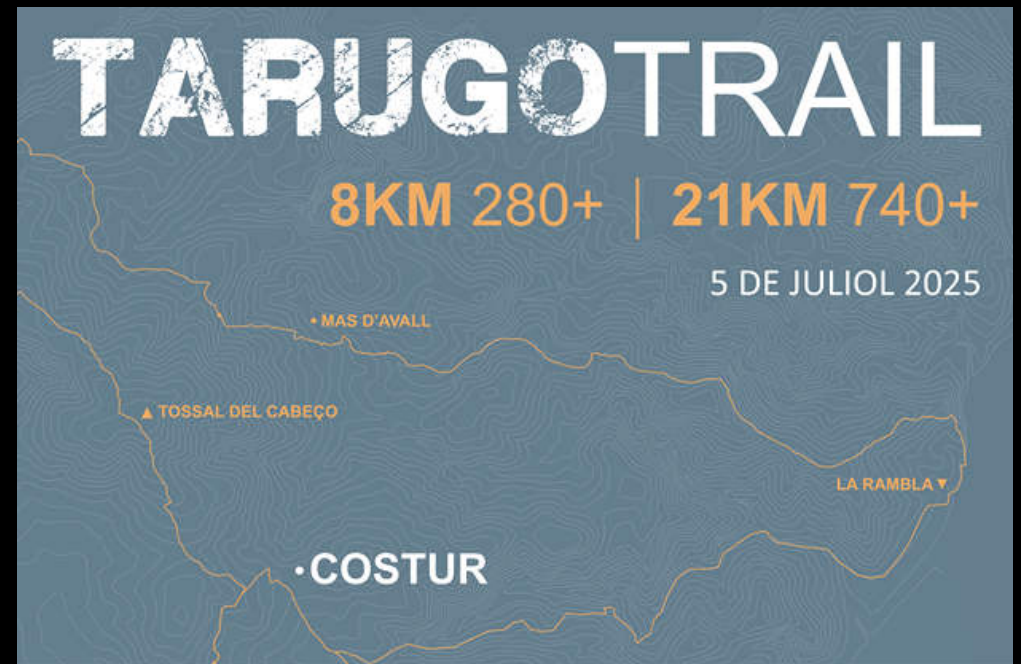 TARUGOTRAIL
8KM 280+ | 21KM 740+
5 DE JULIOL 2025
• MAS D'AVALL
▲ TOSSAL DEL CABEÇO
LA RAMBLA ▼
·COSTUR